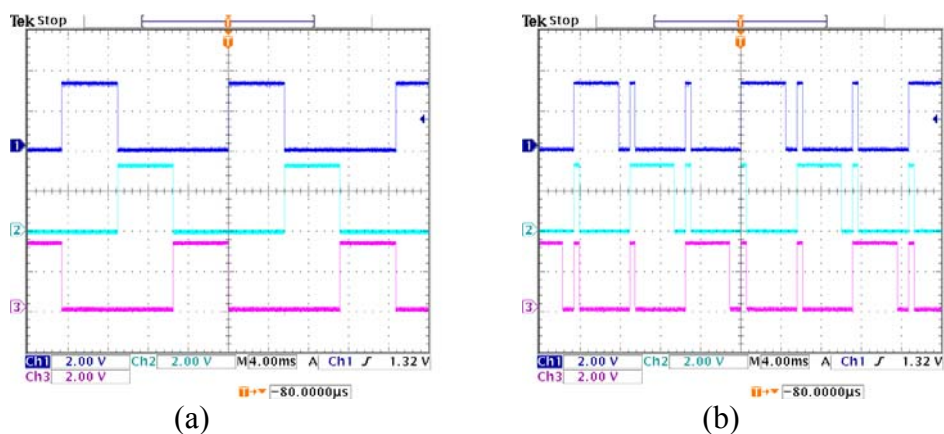 Tek Stop
T
T
1
2
3
Ch1 2.00 V Ch2 2.00 V M 4.00ms A Ch1 1.32 V
Ch3 2.00 V
T→▼ -80.0000µs
(a)
Tek Stop
T
T
1
2
3
Ch1 2.00 V Ch2 2.00 V M 4.00ms A Ch1 1.32 V
Ch3 2.00 V
T→▼ -80.0000µs
(b)